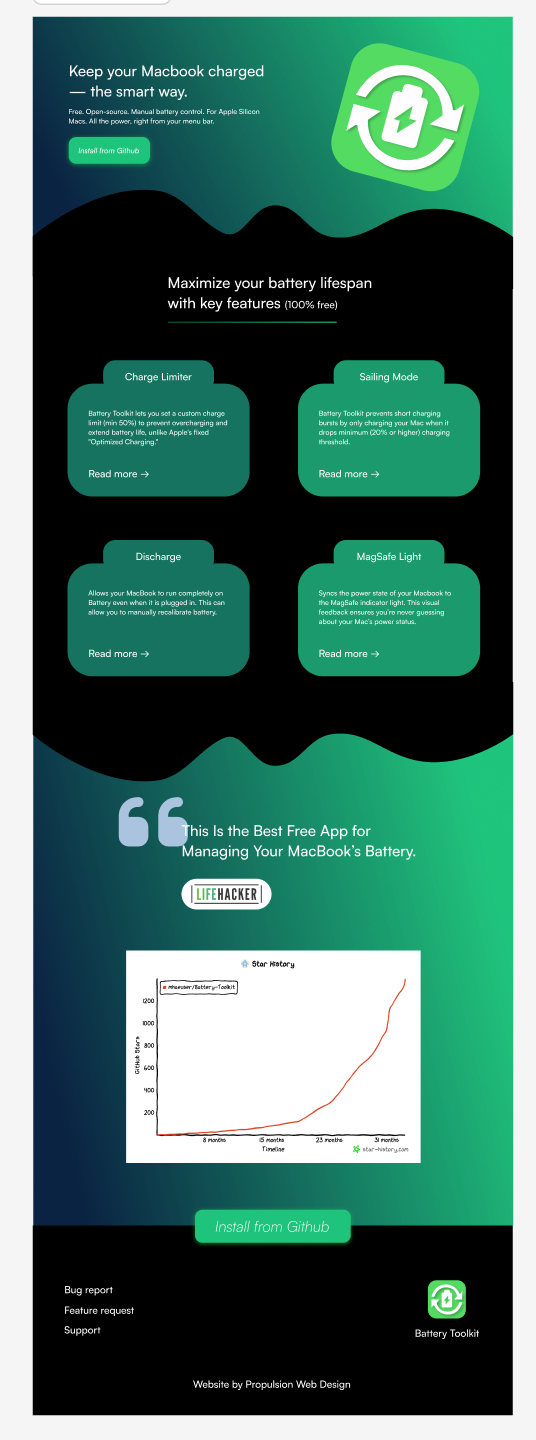 Keep your Macbook charged
— the smart way.
Free. Open-source. Manual battery control. For Apple Silicon
Macs. All the power, right from your menu bar.
Install from Github
Maximize your battery lifespan
with key features (100% free)
Charge Limiter
Battery Toolkit lets you set a custom charge
limit (min 50%) to prevent overcharging and
extend battery life, unlike Apple's fixed
"Optimized Charging."
Read more →
Sailing Mode
Battery Toolkit prevents short charging
bursts by only charging your Mac when it
drops minimum (20% or higher) charging
threshold.
Read more →
Discharge
Allows your MacBook to run completely on
Battery even when it is plugged in. This can
allow you to manually recalibrate battery.
Read more →
MagSafe Light
Syncs the power state of your Macbook to
the MagSafe indicator light. This visual
feedback ensures you're never guessing
about your Mac's power status.
Read more →
“
This Is the Best Free App for
Managing Your MacBook's Battery.
LIFEHACKER
Star History
mhaeuser/Battery-Toolkit
GitHub Stars
1200
1000
800
600
400
200
8 months
15 months
23 months
31 months
Timeline
star-history.com
Install from Github
Bug report
Feature request
Support
Battery Toolkit
Website by Propulsion Web Design